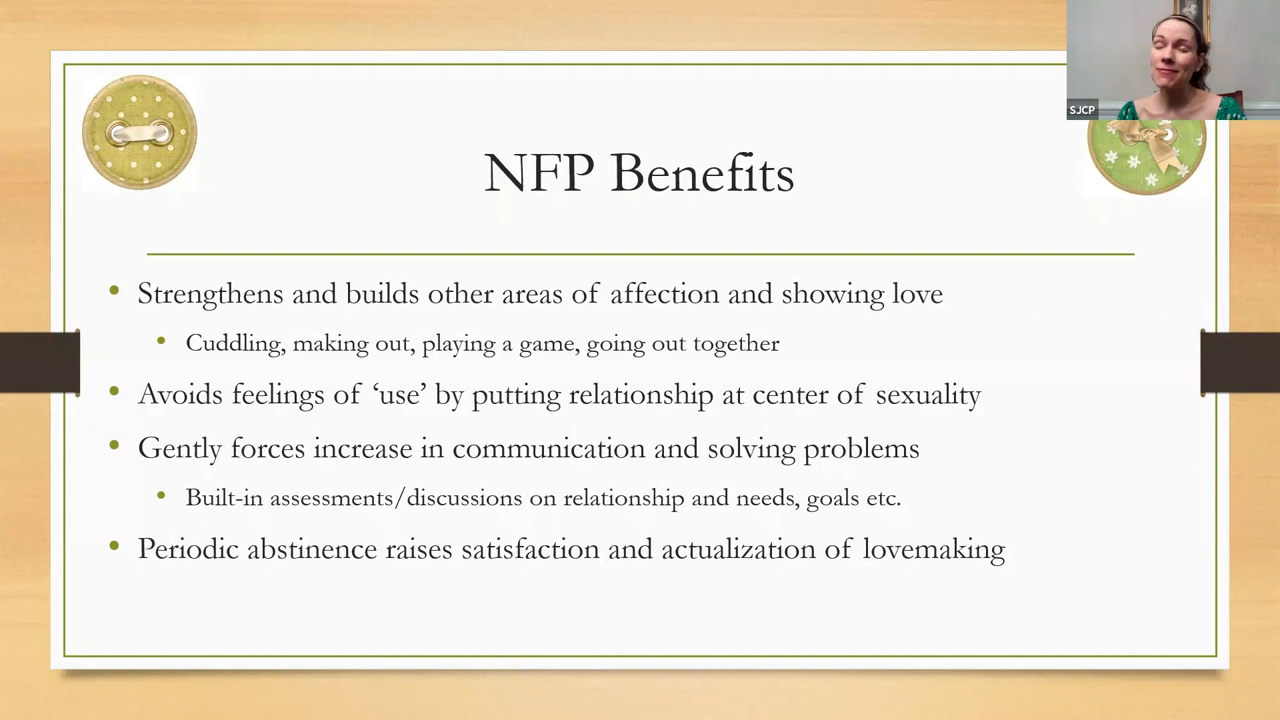 SJCP
NFP Benefits
• Strengthens and builds other areas of affection and showing love
• Cuddling, making out, playing a game, going out together
• Avoids feelings of ‘use’ by putting relationship at center of sexuality
• Gently forces increase in communication and solving problems
• Built-in assessments/discussions on relationship and needs, goals etc.
• Periodic abstinence raises satisfaction and actualization of lovemaking